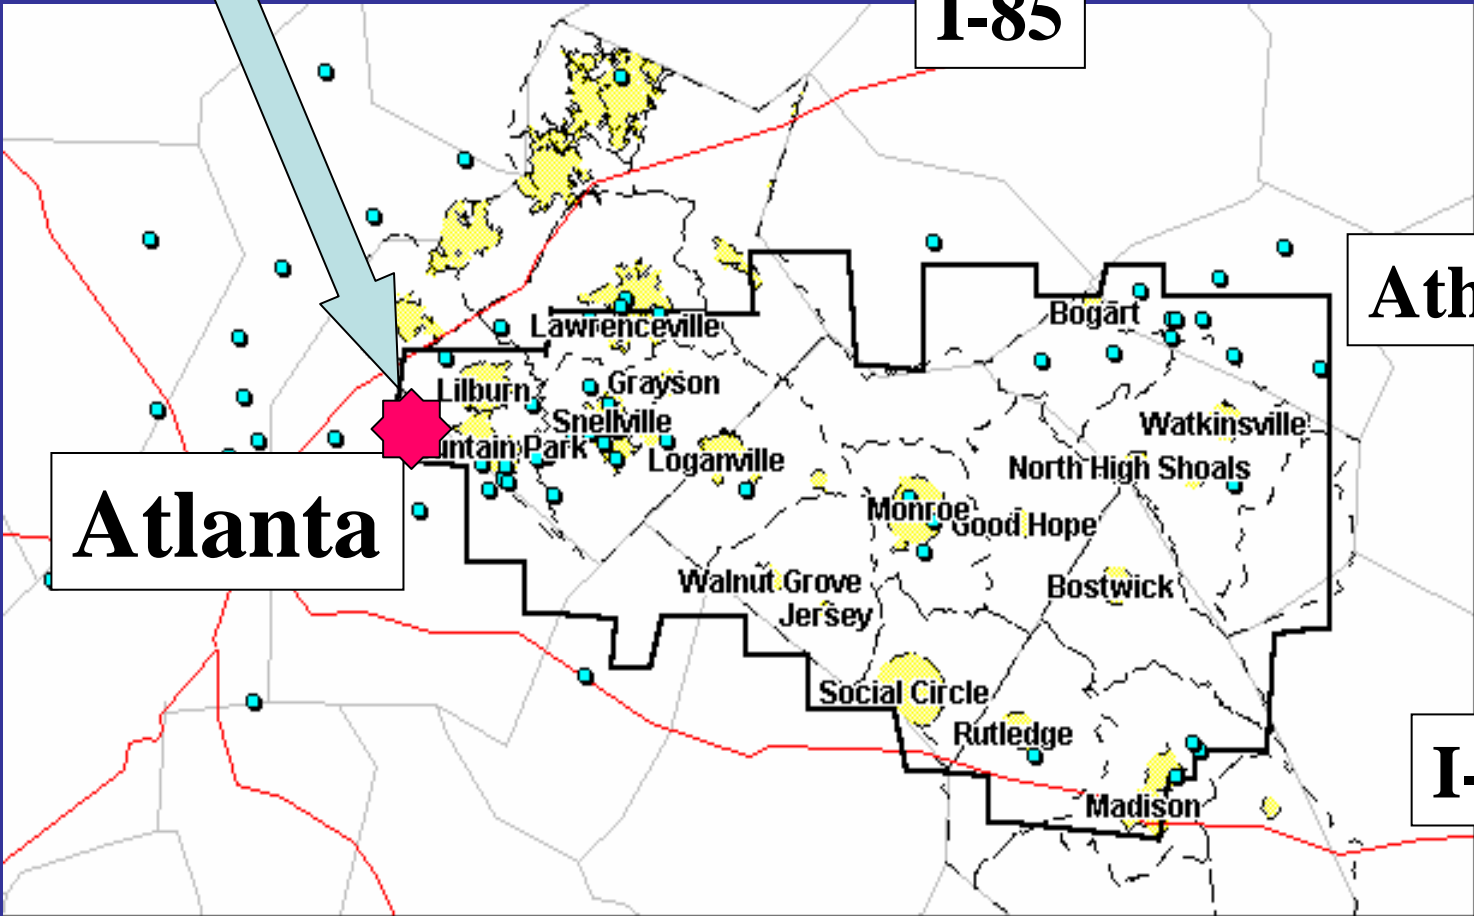 I-85
Ath
Bogart
Lawrenceville
Lilburn
Grayson
Snellville
Watkinsville
untain Park
Loganville
North High Shoals
Monroe
Good Hope
Atlanta
Walnut Grove
Bostwick
Jersey
Social Circle
Rutledge
I-
Madison